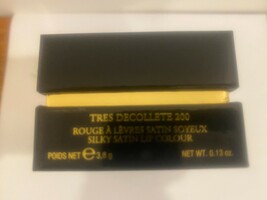 TRES DECOLLETE 200
ROUGE À LÈVRES SATIN SOYEUX
SILKY SATIN LIP COLOUR
POIDS NET ℮ 3,8 g NET WT. 0.13 oz.